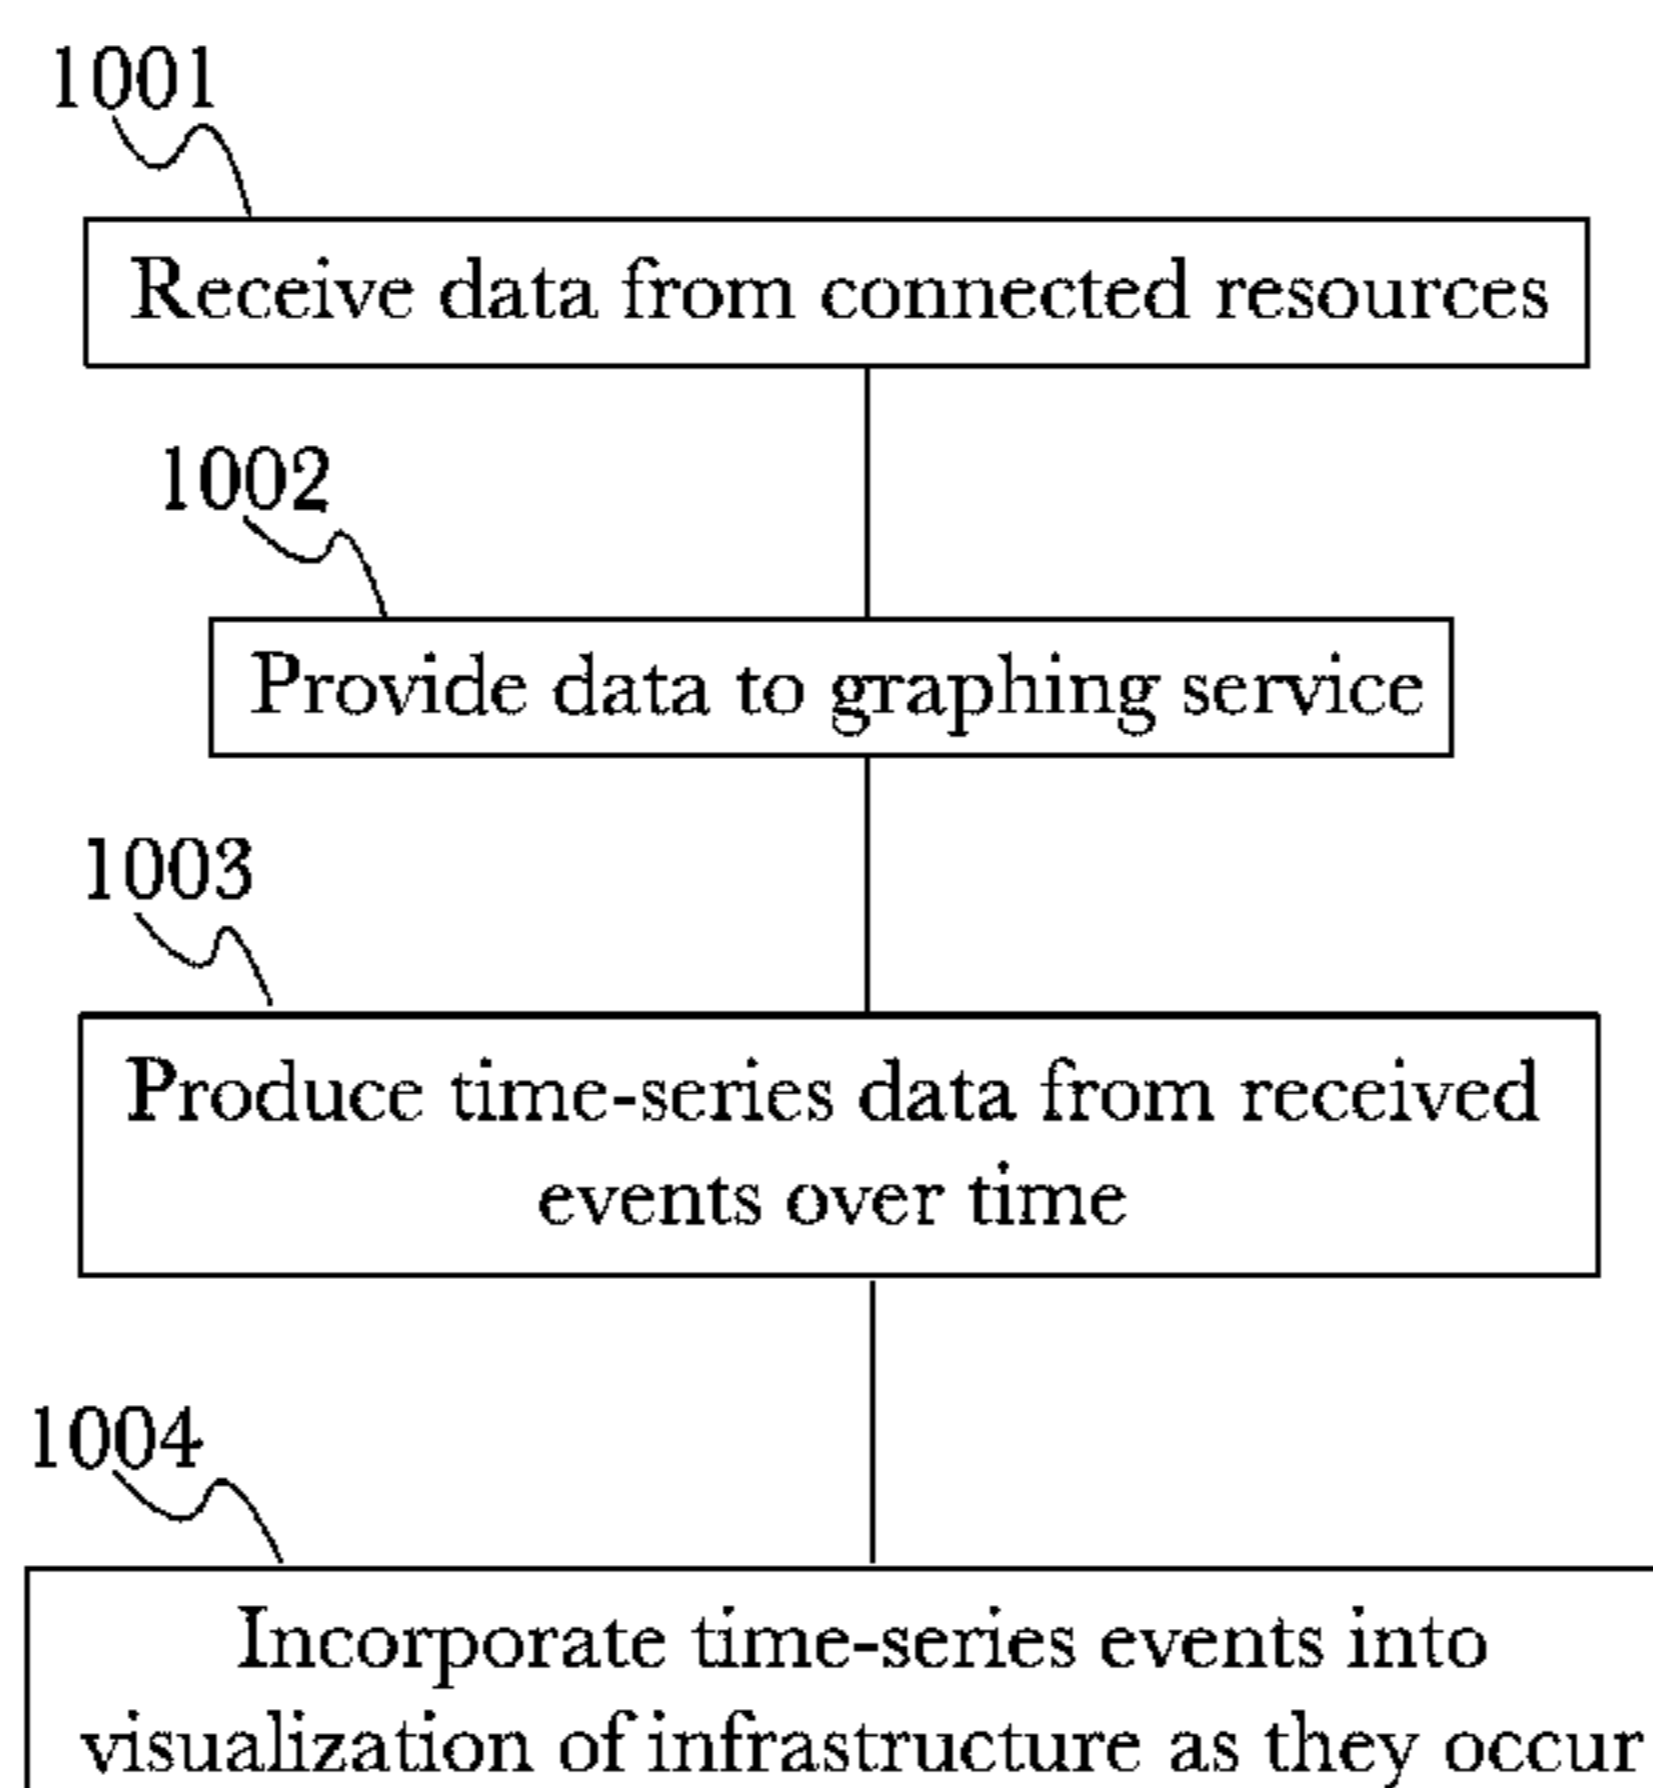 1001
Receive data from connected resources
1002
Provide data to graphing service
1003
Produce time-series data from received
events over time
1004
Incorporate time-series events into
visualization of infrastructure as they occur